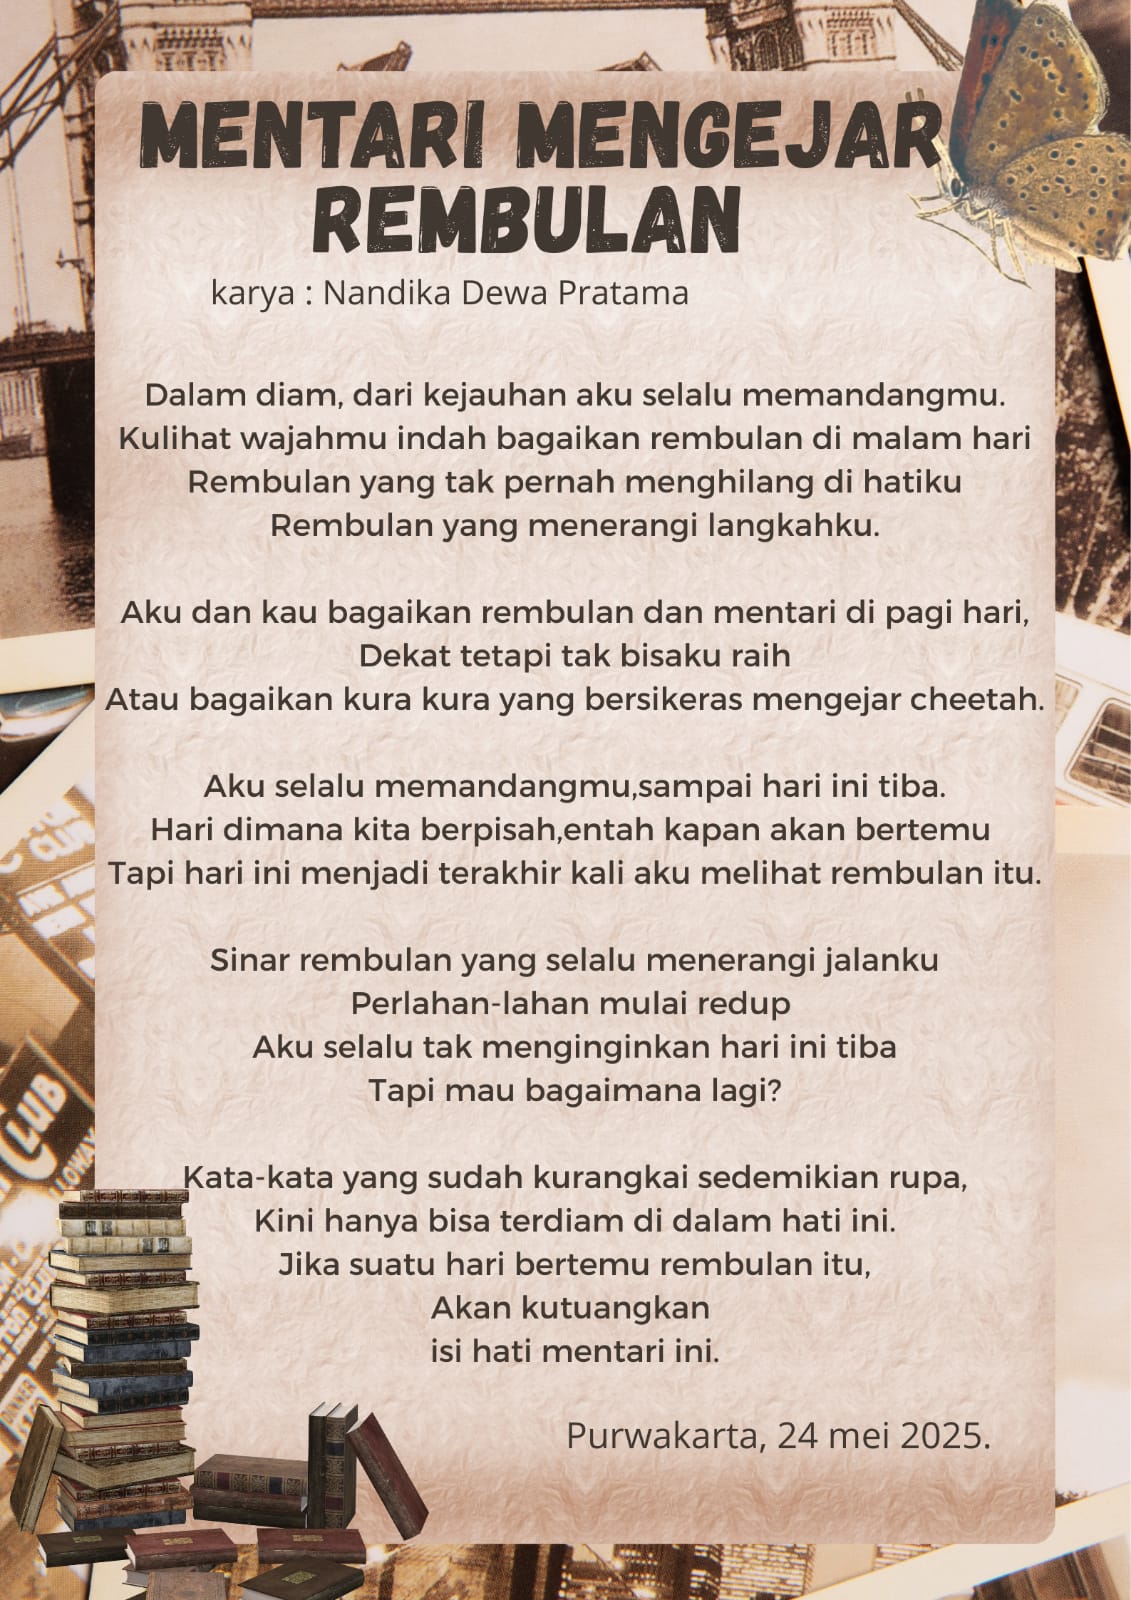 MENTARI MENGEJAR
REMBULAN
karya : Nandika Dewa Pratama
Dalam diam, dari kejauhan aku selalu memandangmu.
Kulihat wajahmu indah bagaikan rembulan di malam hari
Rembulan yang tak pernah menghilang di hatiku
Rembulan yang menerangi langkahku.
Aku dan kau bagaikan rembulan dan mentari di pagi hari,
Dekat tetapi tak bisaku raih
Atau bagaikan kura kura yang bersikeras mengejar cheetah.
Aku selalu memandangmu,sampai hari ini tiba.
Hari dimana kita berpisah,entah kapan akan bertemu
Tapi hari ini menjadi terakhir kali aku melihat rembulan itu.
Sinar rembulan yang selalu menerangi jalanku
Perlahan-lahan mulai redup
Aku selalu tak menginginkan hari ini tiba
Tapi mau bagaimana lagi?
Kata-kata yang sudah kurangkai sedemikian rupa,
Kini hanya bisa terdiam di dalam hati ini.
Jika suatu hari bertemu rembulan itu,
Akan kutuangkan
isi hati mentari ini.
Purwakarta, 24 mei 2025.
CLUB
CLUB
DINNER